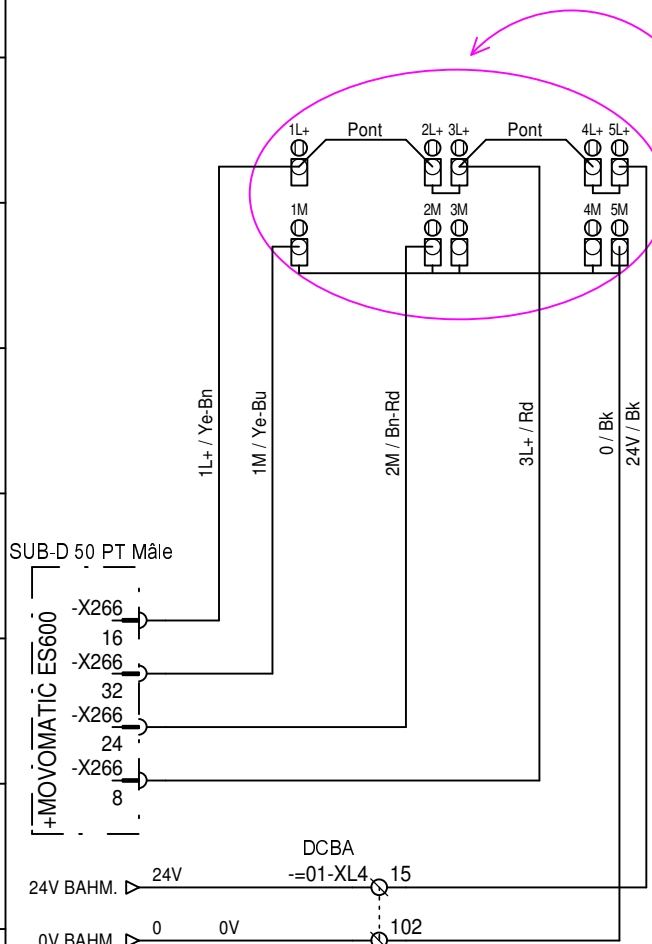 1L+ Pont 2L+ 3L+ Pont 4L+ 5L+
1M 2M 3M 4M 5M
1L+ / Ye-Bn
1M / Ye-Bu
2M / Bn-Rd
3L+ / Rd
0 / Bk
24V / Bk
SUB-D 50 PT Mâle
+MOVOMATIC ES600
-X266
16
-X266
32
-X266
24
-X266
8
DCBA
24V BAHM. 24V -=01-XL4 15
0V BAHM. 0 0V 102